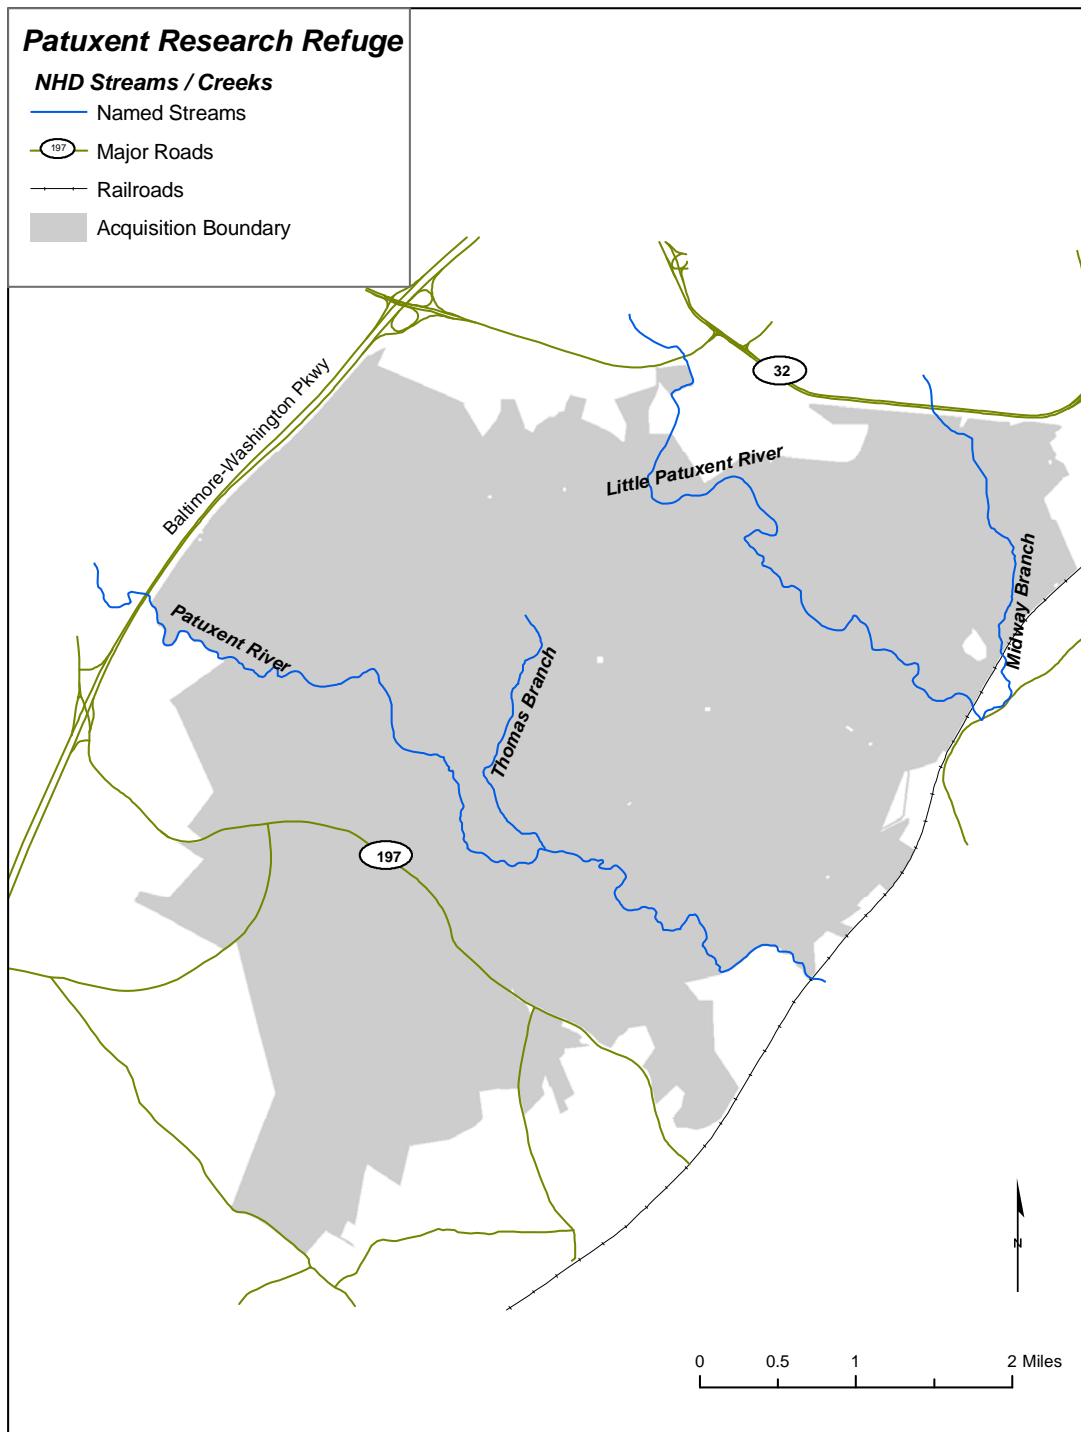 Patuxent Research Refuge
NHD Streams / Creeks
Named Streams
197
Major Roads
Railroads
Acquisition Boundary
Baltimore-Washington Pkwy
32
Little Patuxent River
Midway Branch
Patuxent River
Thomas Branch
197
N
0 0.5 1 2 Miles